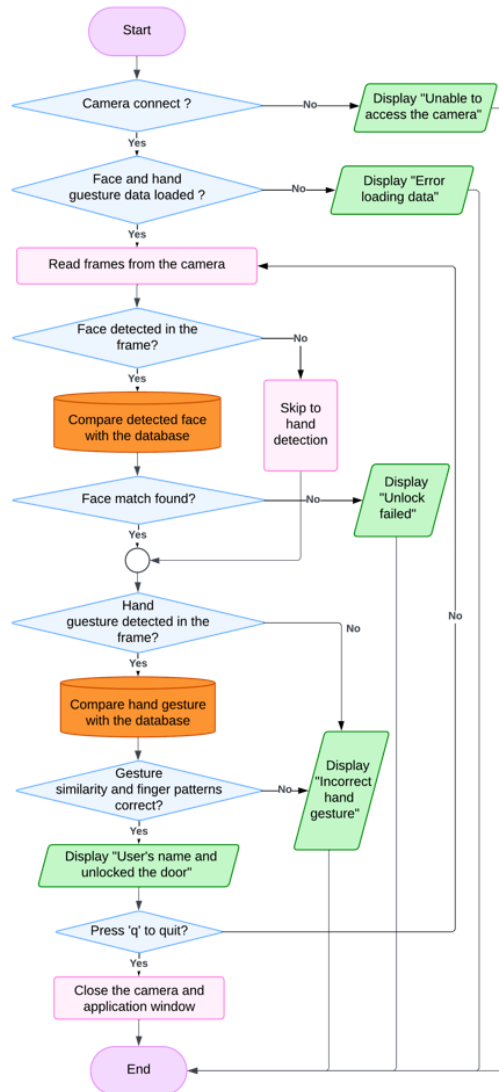 Start
Camera connect ?
No
Display "Unable to
access the camera"
Yes
Face and hand
guesture data loaded ?
No
Display "Error
loading data"
Yes
Read frames from the camera
Face detected in the
frame?
No
Yes
Compare detected face
with the database
Skip to
hand
detection
Face match found?
No
Display
"Unlock
failed"
Yes
Hand
guesture detected in the
frame?
No
No
Yes
Compare hand gesture
with the database
Gesture
similarity and finger patterns
correct?
No
Display
"Incorrect
hand
gesture"
Yes
Display "User's name and
unlocked the door"
Press 'q' to quit?
Yes
Close the camera and
application window
End